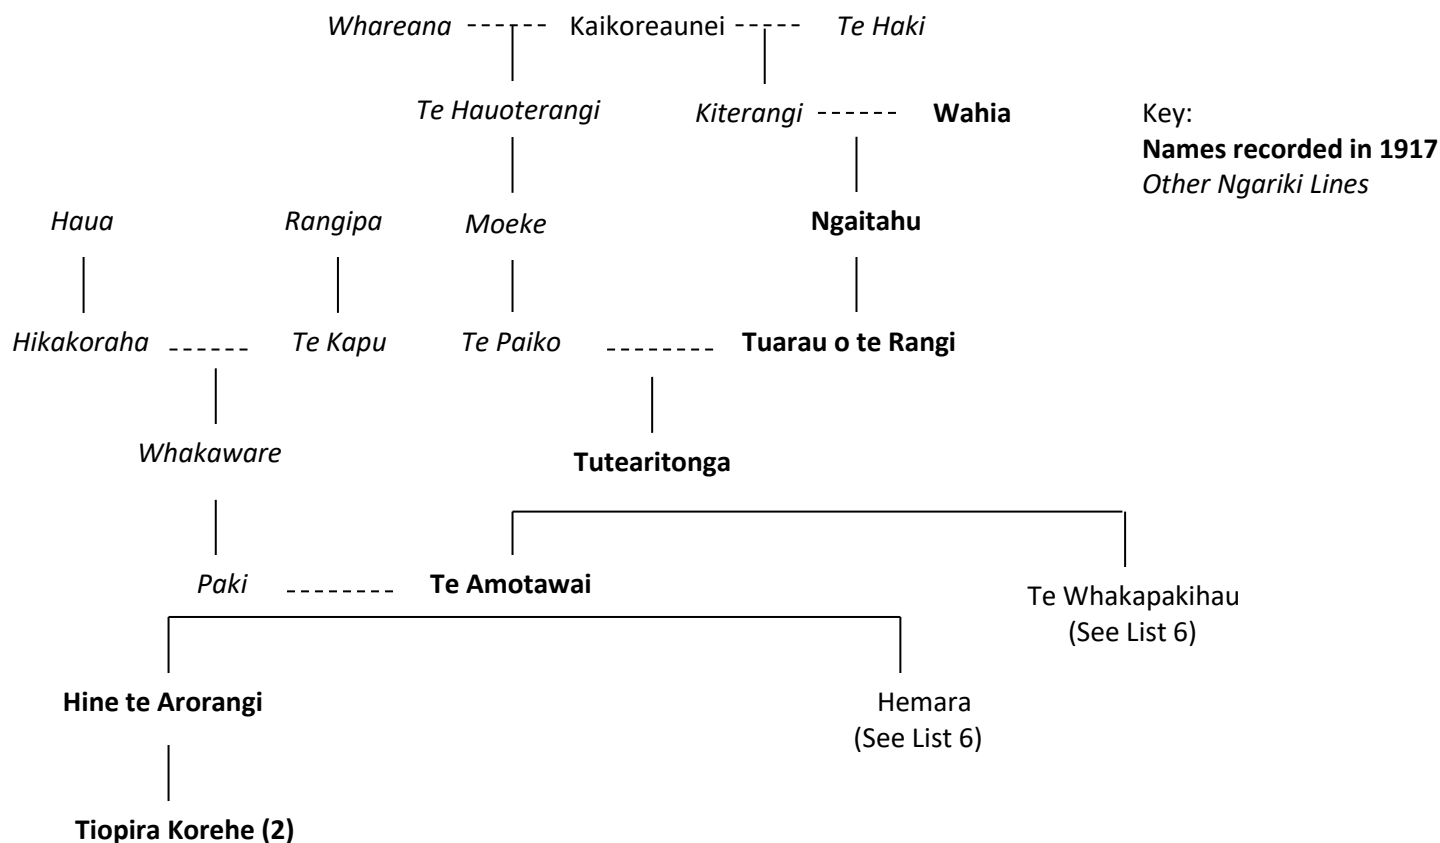 Whareana Kaikoreaunei Te Haki
Te Hauoterangi Kiterangi Wahia
Key:
Names recorded in 1917
Other Ngariki Lines
Haua Rangipa Moeke Ngaitahu
Hikakoraha Te Kapu Te Paiko Tuarau o te Rangi
Whakaware
Tutearitonga
Paki Te Amotawai
Te Whakapakihau
(See List 6)
Hine te Arorangi
Hemara
(See List 6)
Tiopira Korehe (2)